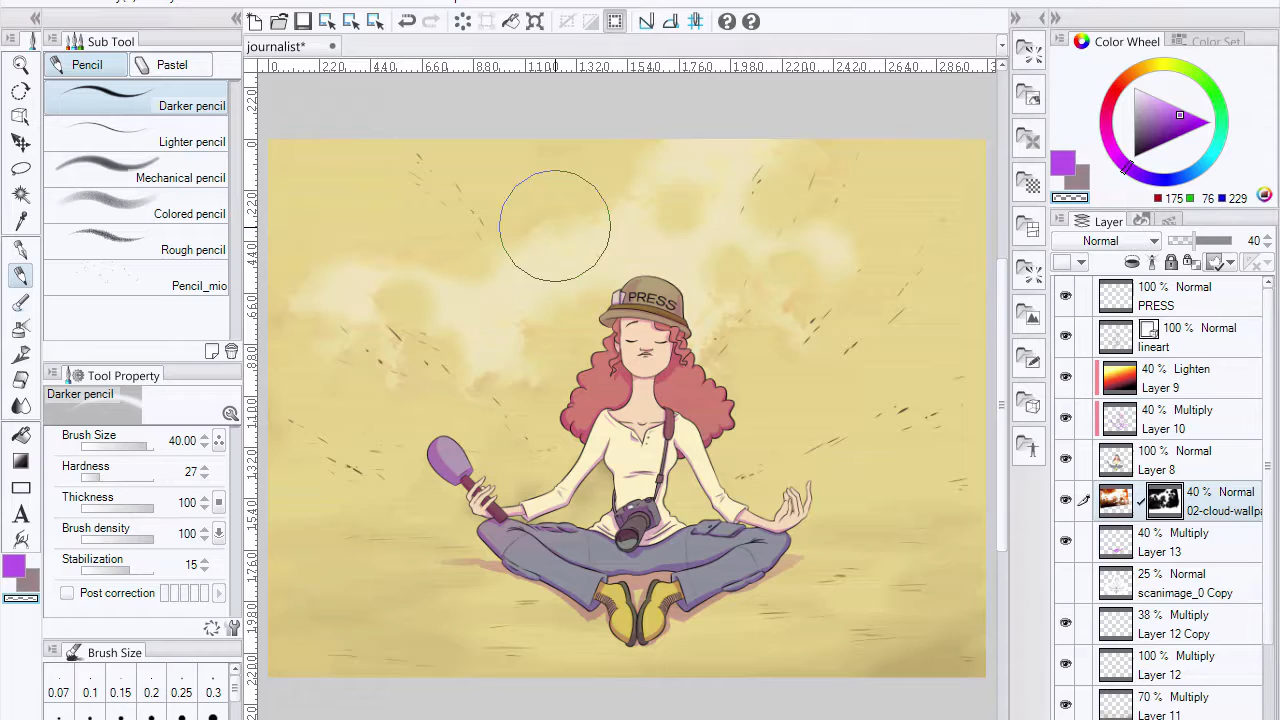 Sub Tool
Pencil
Pastel
Darker pencil
Lighter pencil
Mechanical pencil
Colored pencil
Rough pencil
Pencil_mio
Tool Property
Darker pencil
Brush Size 40.00
Hardness 27
Thickness 100
Brush density 100
Stabilization 15
Post correction
Brush Size
0.07 0.1 0.15 0.2 0.25 0.3
journalist*
PRESS
Color Wheel
Color Set
175 76 229
Layer
Normal 40
100 % Normal
PRESS
100 % Normal
lineart
40 % Lighten
Layer 9
40 % Multiply
Layer 10
100 % Normal
Layer 8
40 % Normal
02-cloud-wallpa
40 % Multiply
Layer 13
25 % Normal
scanimage_0 Copy
38 % Multiply
Layer 12 Copy
100 % Multiply
Layer 12
70 % Multiply
Layer 11